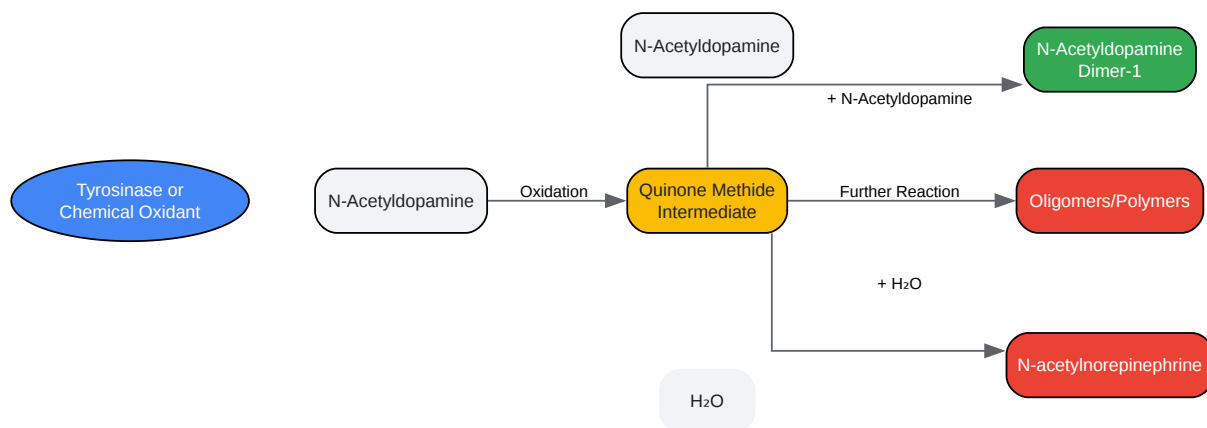 N-Acetyldopamine
N-Acetyldopamine
Dimer-1
+ N-Acetyldopamine
Tyrosinase or
Chemical Oxidant
N-Acetyldopamine
Oxidation
Quinone Methide
Intermediate
Further Reaction
Oligomers/Polymers
+ H₂O
N-acetylnorepinephrine
H₂O